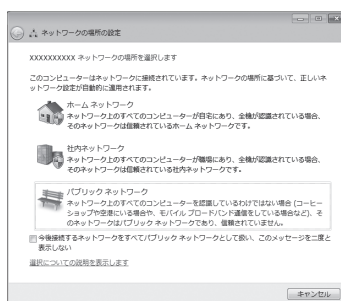 ネットワークの場所の設定
XXXXXXXXXX ネットワークの場所を選択します
このコンピューターはネットワークに接続されています。ネットワークの場所に基づいて、正しいネ
ットワーク設定が自動的に適用されます。
ホーム ネットワーク
ネットワーク上のすべてのコンピューターが自宅にあり、全機が認識されている場合、
そのネットワークは信頼されているホーム ネットワークです。
社内ネットワーク
ネットワーク上のすべてのコンピューターが職場にあり、全機が認識されている場合、
そのネットワークは信頼されている社内ネットワークです。
パブリック ネットワーク
ネットワーク上のすべてのコンピューターを認識しているわけではない場合 (コーヒー
ショップや空港にいる場合や、モバイル ブロードバンド通信をしている場合など)、そ
のネットワークはパブリック ネットワークであり、信頼されていません。
今後接続するネットワークをすべてパブリック ネットワークとして扱い、このメッセージを二度と
表示しない
選択についての説明を表示します
キャンセル